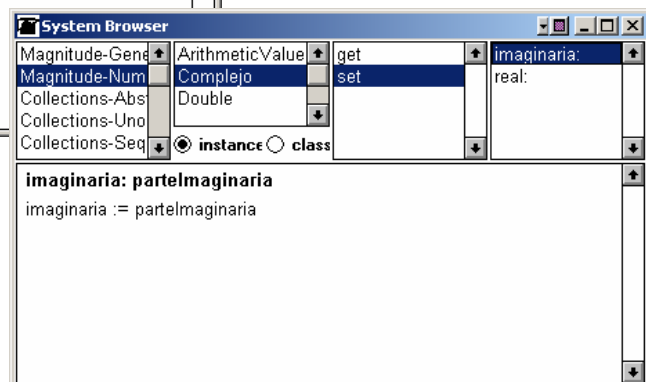 System Browser
Magnitude-Gene
Magnitude-Num
Collections-Abs
Collections-Uno
Collections-Seq
ArithmeticValue
Complejo
Double
instance class
get
set
imaginaria:
real:
imaginaria: parteImaginaria
imaginaria := parteImaginaria